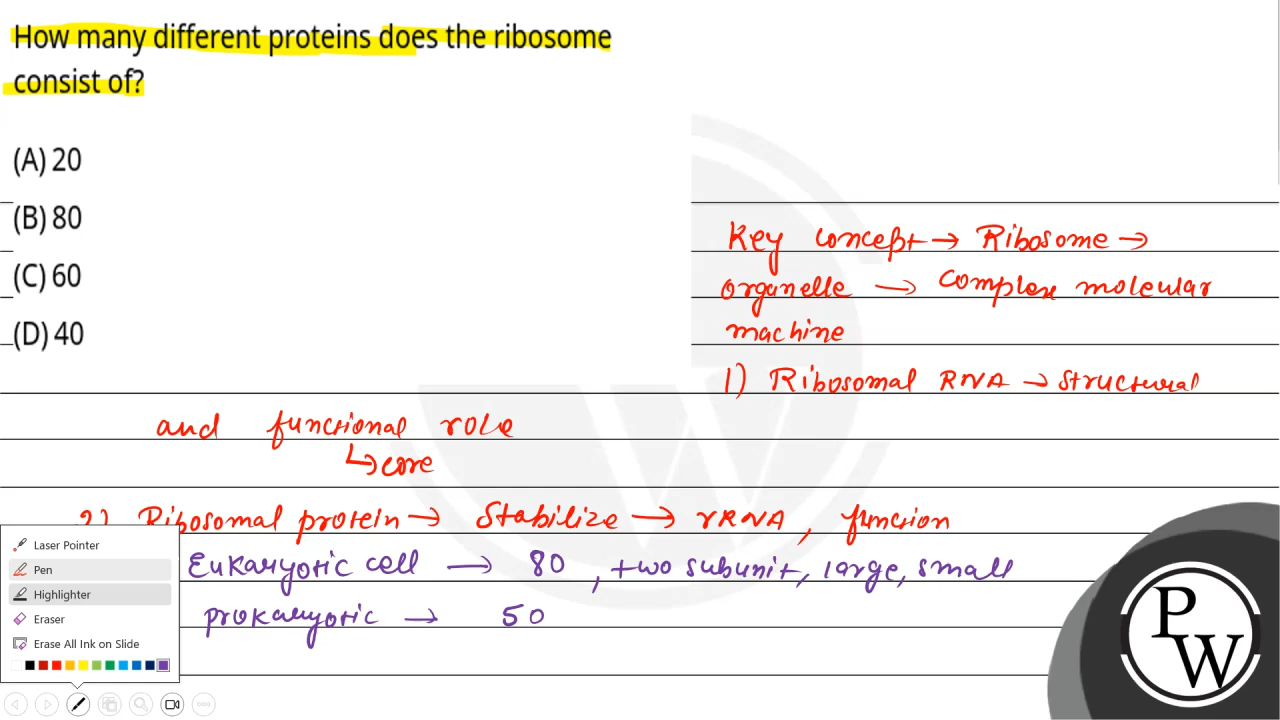 How many different proteins does the ribosome
consist of?
(A) 20
(B) 80
(C) 60
(D) 40
Key concept → Ribosome →
organelle → Complex molecular
machine
1) Ribosomal RNA → Structural
and functional role
↳ core
2) Ribosomal protein → Stabilize → rRNA, function
Eukaryotic cell → 80, two subunit, large, small
prokaryotic → 50
Laser Pointer
Pen
Highlighter
Eraser
Erase All Ink on Slide
P
W